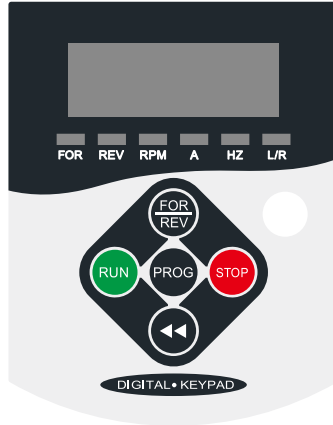 FOR REV RPM A HZ L/R
FOR
REV
RUN PROG STOP
DIGITAL• KEYPAD